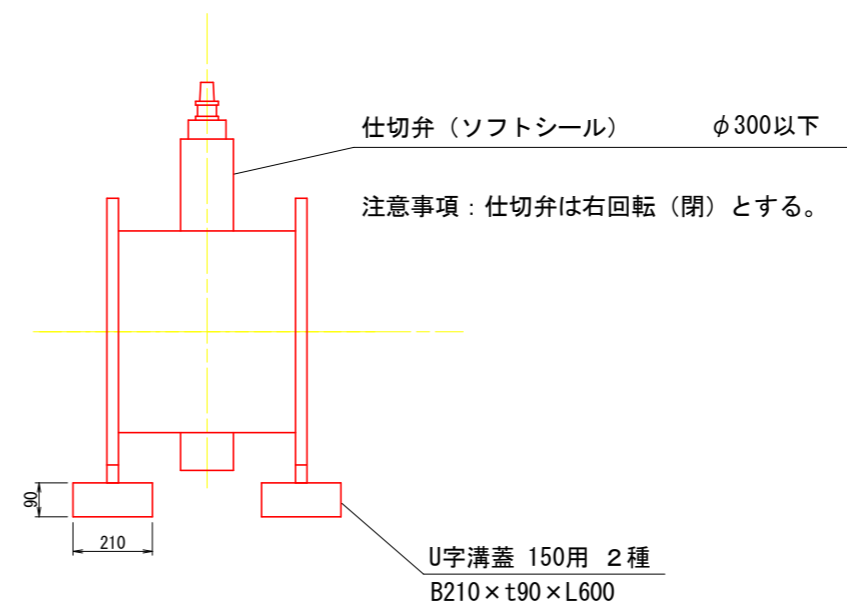 仕切弁（ソフトシール）　φ300以下
注意事項：仕切弁は右回転（閉）とする。
90
210
U字溝蓋 150用 ２種
B210×t90×L600